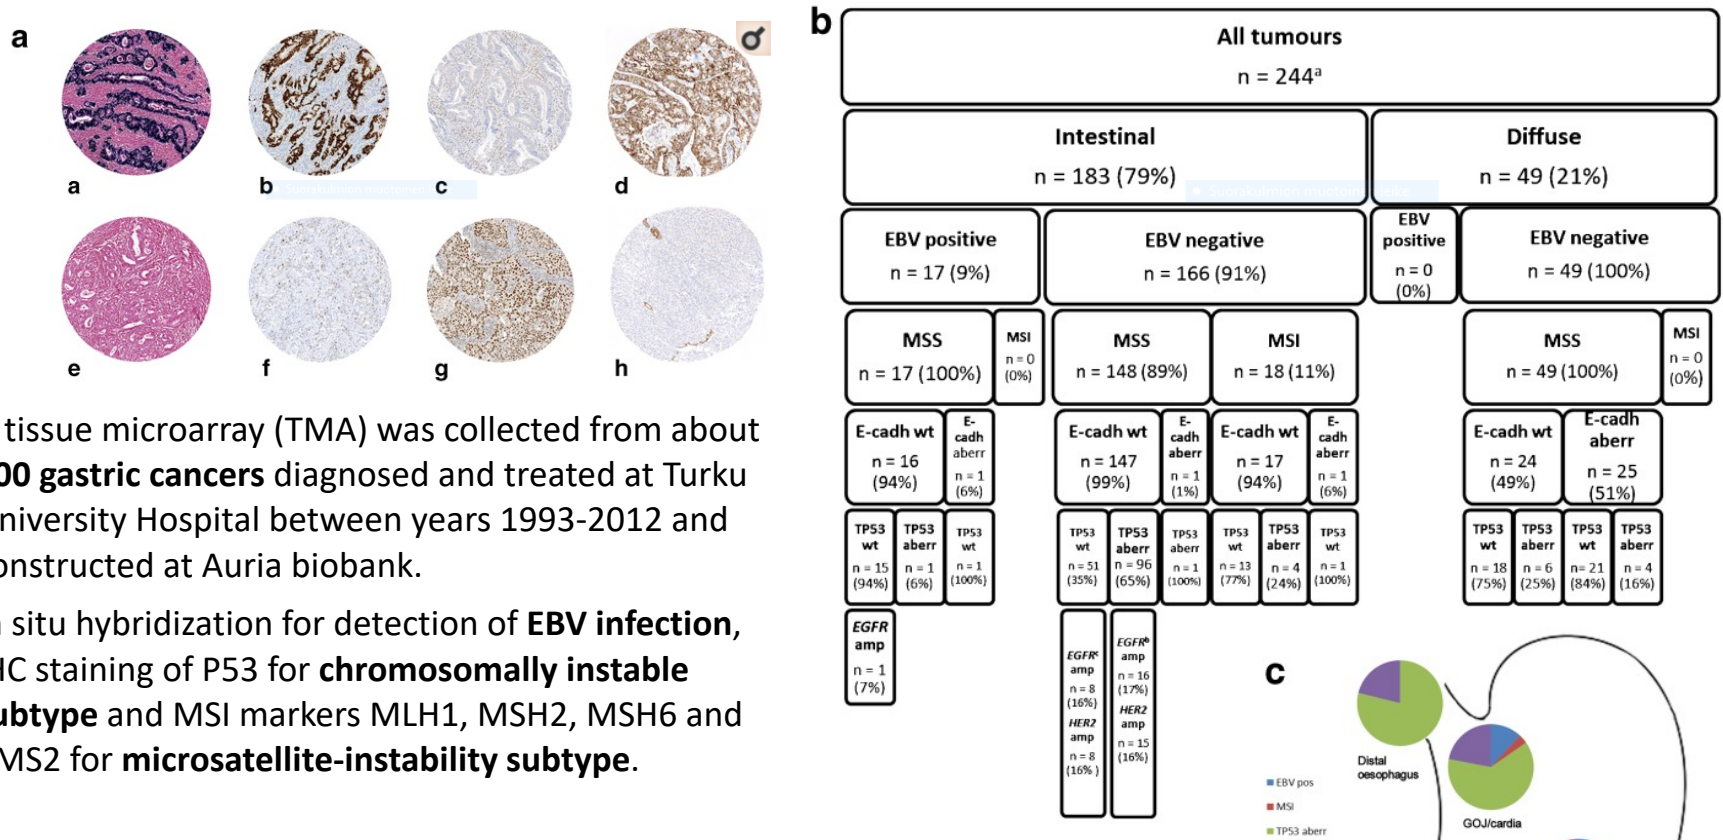 a
a
b
c
d
e
f
g
h
tissue microarray (TMA) was collected from about
00 gastric cancers diagnosed and treated at Turku
niversity Hospital between years 1993-2012 and
onstructed at Auria biobank.
situ hybridization for detection of EBV infection,
HC staining of P53 for chromosomally instable
ubtype and MSI markers MLH1, MSH2, MSH6 and
MS2 for microsatellite-instability subtype.
b
All tumours
n = 244a
Intestinal
n = 183 (79%)
Diffuse
n = 49 (21%)
EBV positive
n = 17 (9%)
EBV negative
n = 166 (91%)
EBV
positive
n = 0
(0%)
EBV negative
n = 49 (100%)
MSS
n = 17 (100%)
MSI
n = 0
(0%)
MSS
n = 148 (89%)
MSI
n = 18 (11%)
MSS
n = 49 (100%)
MSI
n = 0
(0%)
E-cadh wt
n = 16
(94%)
E-
cadh
aberr
n = 1
(6%)
E-cadh wt
n = 147
(99%)
E-
cadh
aberr
n = 1
(1%)
E-cadh wt
n = 17
(94%)
E-
cadh
aberr
n = 1
(6%)
E-cadh wt
n = 24
(49%)
E-cadh
aberr
n = 25
(51%)
TP53
wt
n = 15
(94%)
TP53
aberr
n = 1
(6%)
TP53
wt
n = 1
(100%)
TP53
wt
n = 51
(35%)
TP53
aberr
n = 96
(65%)
TP53
aberr
n = 1
(100%)
TP53
wt
n = 13
(77%)
TP53
aberr
n = 4
(24%)
TP53
wt
n = 1
(100%)
TP53
wt
n = 18
(75%)
TP53
aberr
n = 6
(25%)
TP53
wt
n = 21
(84%)
TP53
aberr
n = 4
(16%)
EGFR
amp
n = 1
(7%)
EGFRc
amp
n = 8
(16%)
HER2
amp
n = 8
(16% )
EGFRb
amp
n = 16
(17%)
HER2
amp
n = 15
(16%)
c
Distal
oesophagus
GOJ/cardia
EBV pos
MSI
TP53 aberr